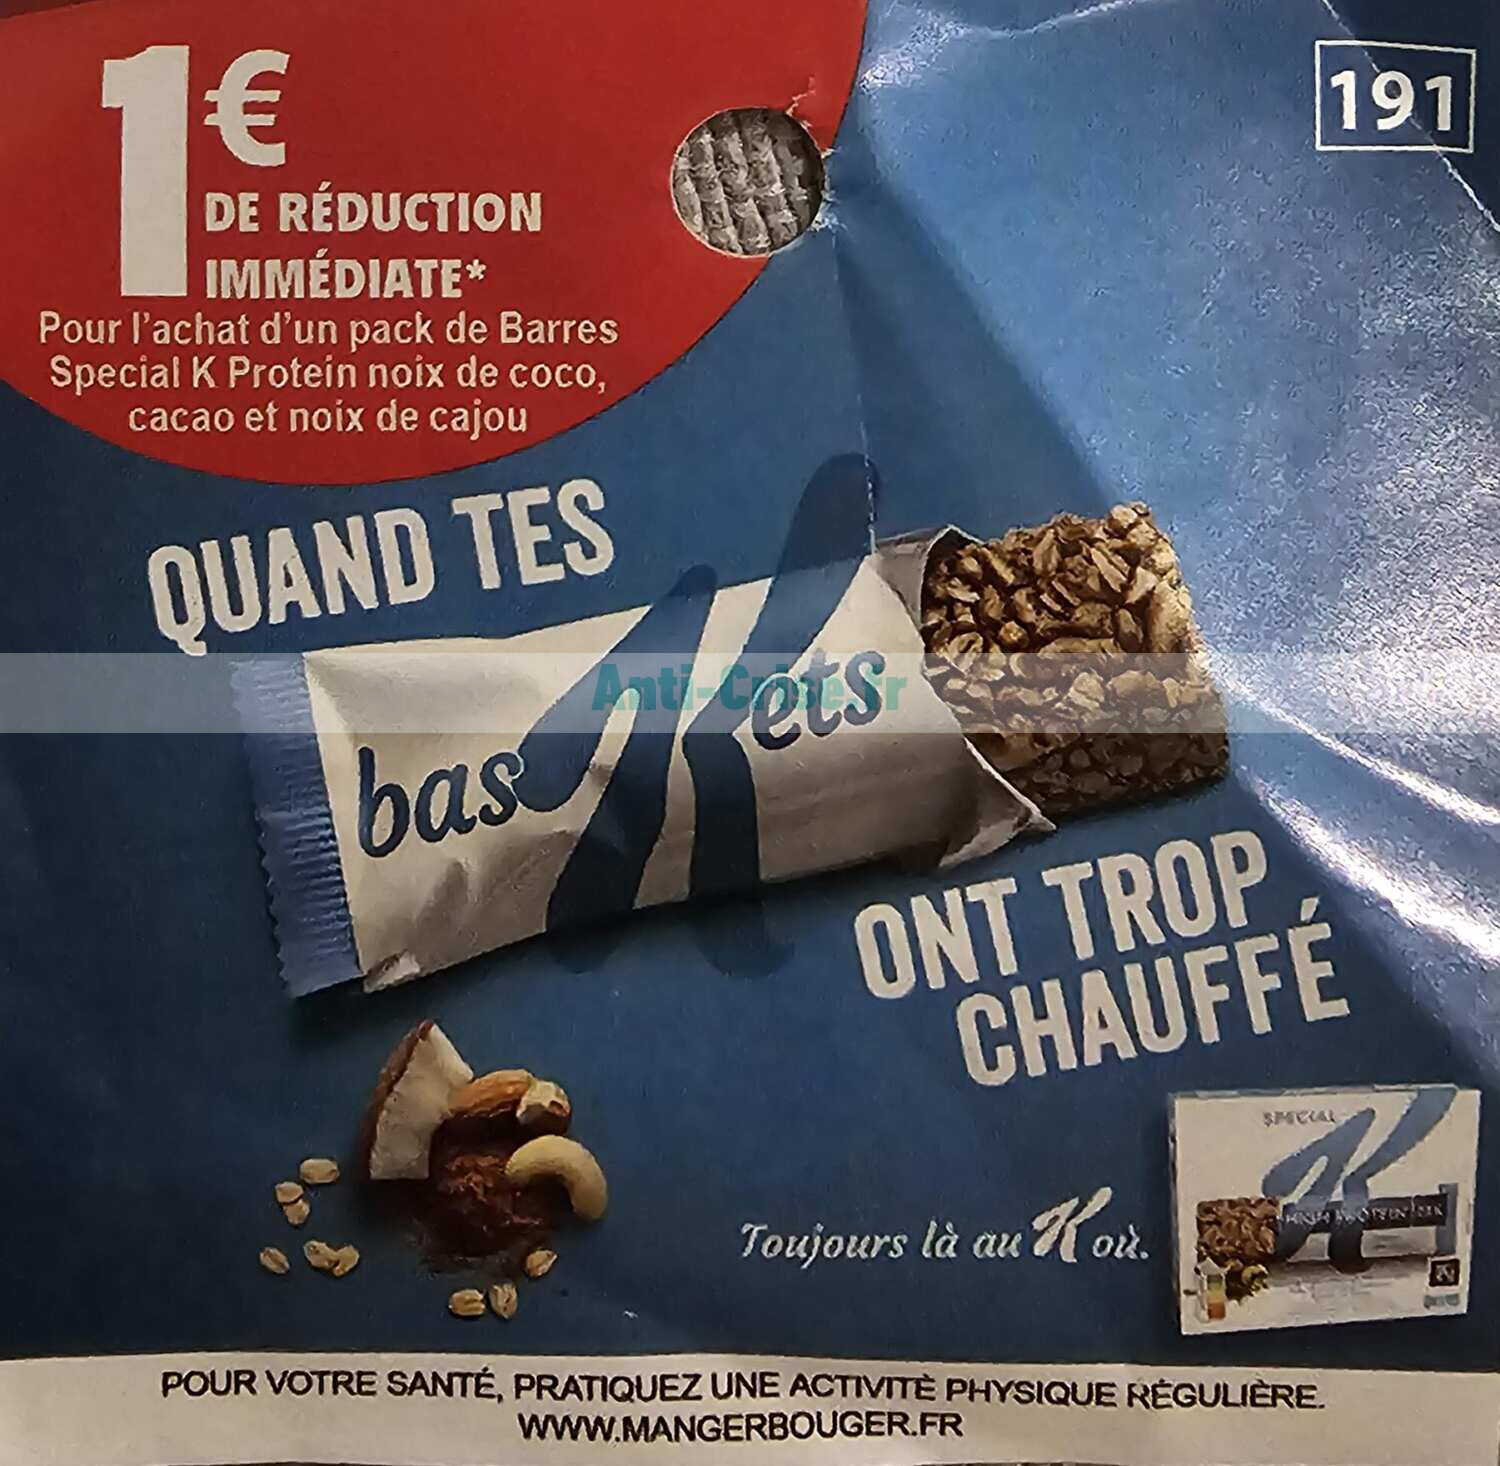 1€
DE RÉDUCTION
IMMÉDIATE*
Pour l'achat d'un pack de Barres
Special K Protein noix de coco,
cacao et noix de cajou
191
QUAND TES
basKets
Anti-Crise.fr
ONT TROP
CHAUFFÉ
Toujours là au K où.
SPECIAL
K
POUR VOTRE SANTÉ, PRATIQUEZ UNE ACTIVITÉ PHYSIQUE RÉGULIÈRE.
WWW.MANGERBOUGER.FR